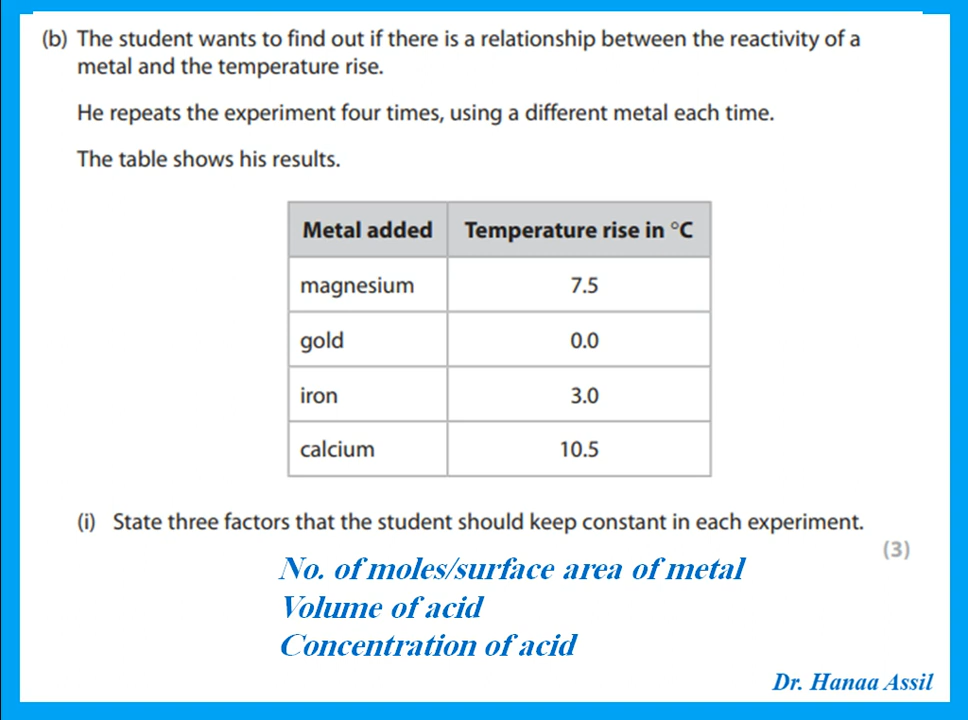 (b) The student wants to find out if there is a relationship between the reactivity of a
metal and the temperature rise.
He repeats the experiment four times, using a different metal each time.
The table shows his results.
Metal added Temperature rise in °C
magnesium 7.5
gold 0.0
iron 3.0
calcium 10.5
(i) State three factors that the student should keep constant in each experiment.
(3)
No. of moles/surface area of metal
Volume of acid
Concentration of acid
Dr. Hanaa Assil